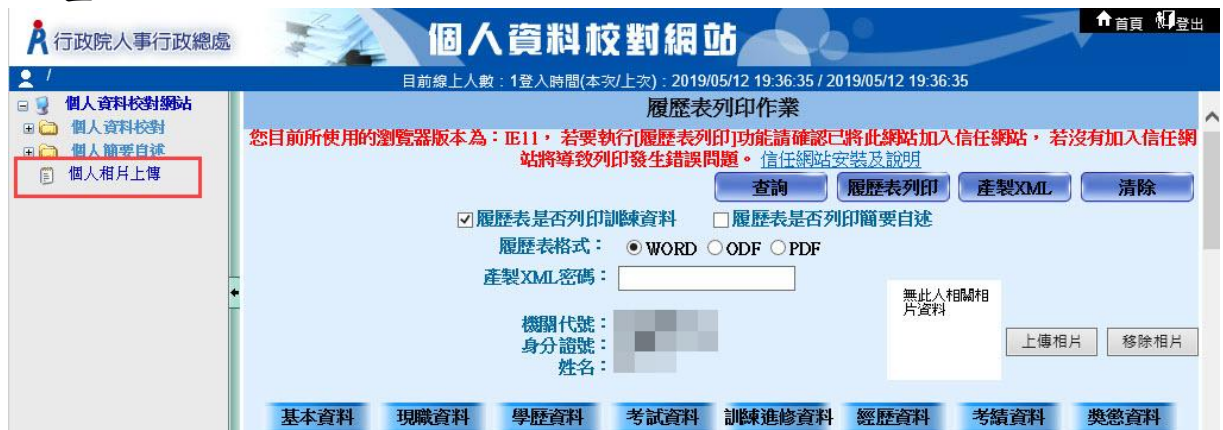 行政院人事行政總處
個人資料校對網站
首頁 登出
/
目前線上人數：1登入時間(本次/上次)：2019/05/12 19:36:35 / 2019/05/12 19:36:35
個人資料校對網站
個人資料校對
個人簡要自述
個人相片上傳
履歷表列印作業
您目前所使用的瀏覽器版本為：IE11， 若要執行[履歷表列印]功能請確認已將此網站加入信任網站， 若沒有加入信任網
站將導致列印發生錯誤問題。 信任網站安裝及說明
查詢 履歷表列印 產製XML 清除
履歷表是否列印訓練資料 履歷表是否列印簡要自述
履歷表格式： WORD ODF PDF
產製XML密碼：
無此人相關相
片資料
機關代號：
身分證號：
姓名：
上傳相片 移除相片
基本資料 現職資料 學歷資料 考試資料 訓練進修資料 經歷資料 考績資料 獎懲資料